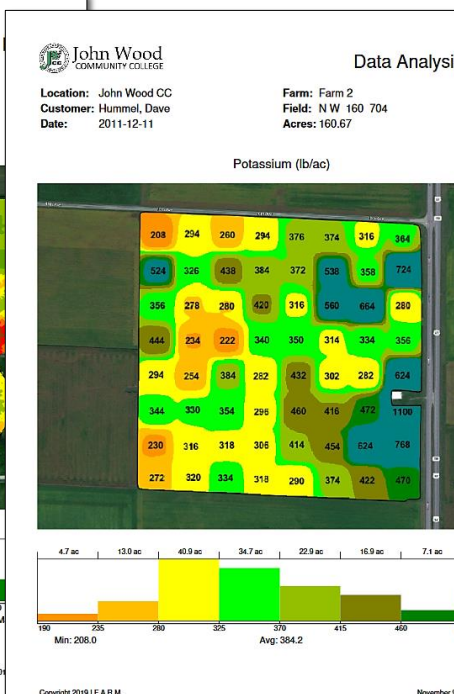 John Wood
COMMUNITY COLLEGE
Data Analysi
Location: John Wood CC
Customer: Hummel, Dave
Date: 2011-12-11
Farm: Farm 2
Field: N W 160 704
Acres: 160.67
Potassium (lb/ac)
208 294 260 294 376 374 316 364
524 326 438 384 372 538 358 724
356 278 280 420 316 560 664 280
444 234 222 340 350 314 334 356
294 254 384 282 432 302 282 624
344 330 354 296 460 416 472 1100
230 316 318 306 414 454 624 768
272 320 334 318 290 374 422 470
4.7 ac 13.0 ac 40.9 ac 34.7 ac 22.9 ac 16.9 ac 7.1 ac
190 235 280 325 370 415 460
Min: 208.0 Avg: 384.2
Copyright 2019 I.F.A.R.M. November